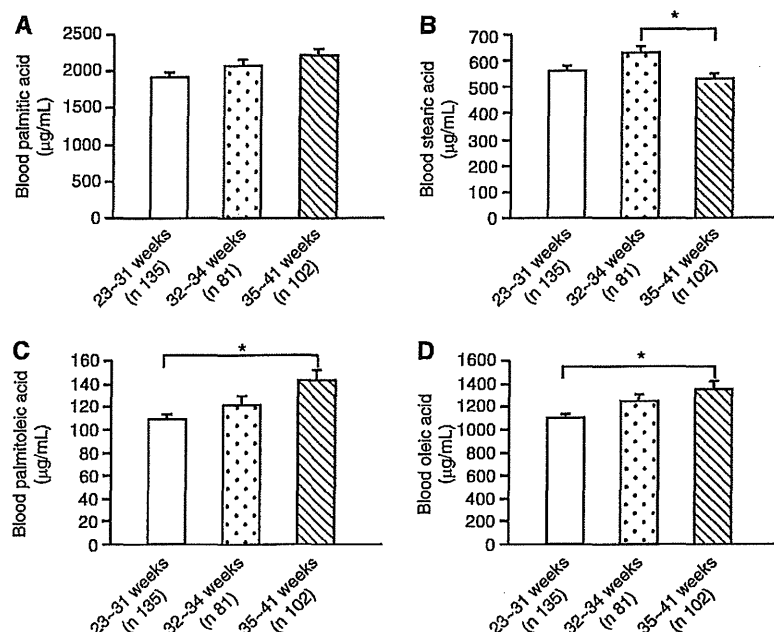 A
Blood palmitic acid
(μg/mL)
2500
2000
1500
1000
500
0
23~31 weeks
(n 135)
32~34 weeks
(n 81)
35~41 weeks
(n 102)
B
Blood stearic acid
(μg/mL)
700
600
500
400
300
200
100
0
*
23~31 weeks
(n 135)
32~34 weeks
(n 81)
35~41 weeks
(n 102)
C
Blood palmitoleic acid
(μg/mL)
160
140
120
100
80
60
40
20
0
*
23~31 weeks
(n 135)
32~34 weeks
(n 81)
35~41 weeks
(n 102)
D
Blood oleic acid
(μg/mL)
1600
1400
1200
1000
800
600
400
200
0
*
23~31 weeks
(n 135)
32~34 weeks
(n 81)
35~41 weeks
(n 102)